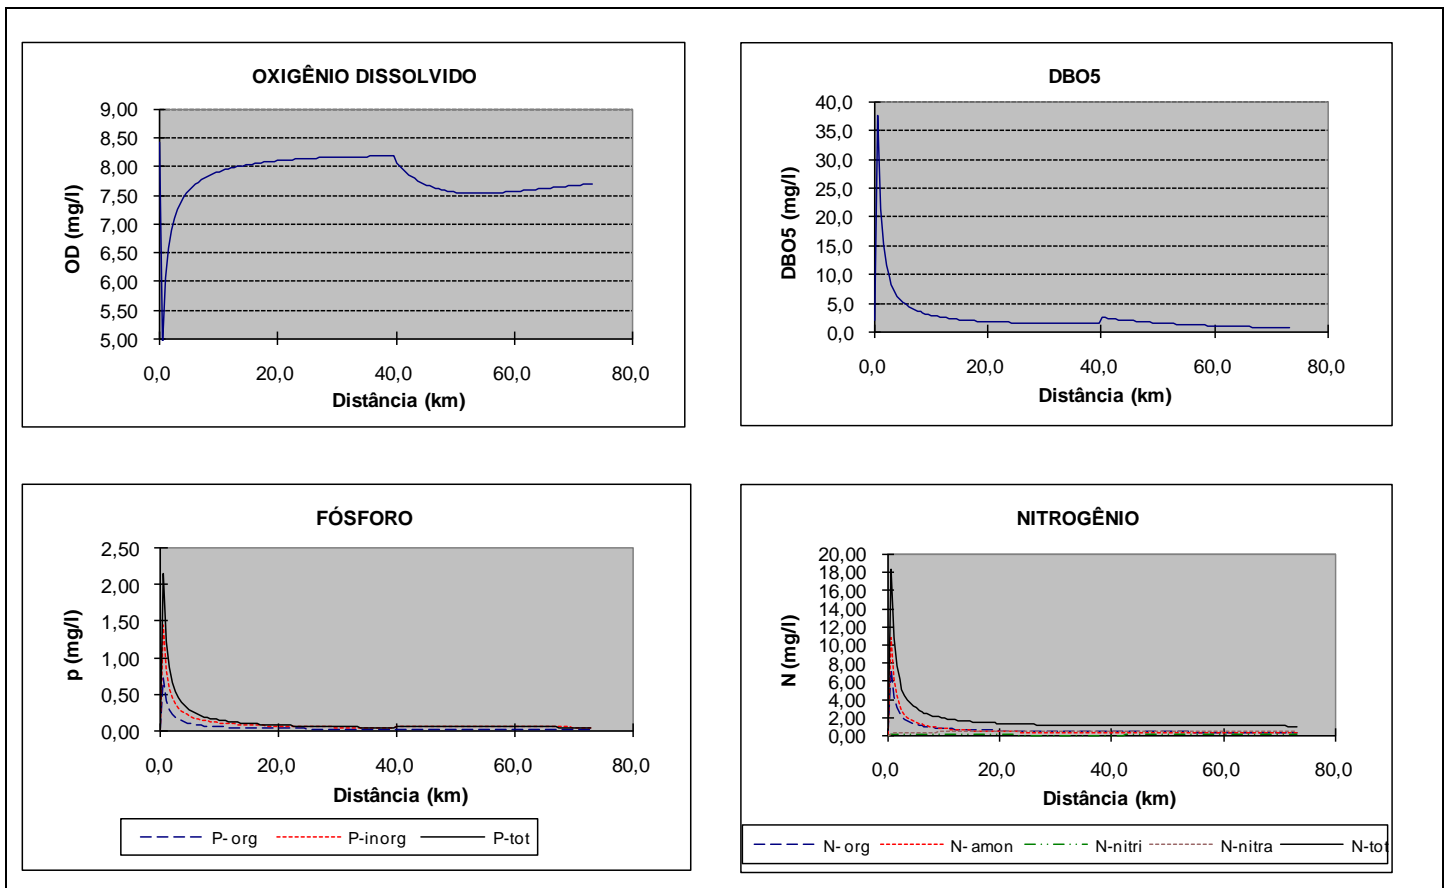 OXIGÊNIO DISSOLVIDO
9,00
8,50
8,00
7,50
7,00
6,50
6,00
5,50
5,00
OD (mg/l)
0,0 20,0 40,0 60,0 80,0
Distância (km)
DBO5
40,0
35,0
30,0
25,0
20,0
15,0
10,0
5,0
0,0
DBO5 (mg/l)
0,0 20,0 40,0 60,0 80,0
Distância (km)
FÓSFORO
2,50
2,00
1,50
1,00
0,50
0,00
p (mg/l)
0,0 20,0 40,0 60,0 80,0
Distância (km)
P-org P-inorg P-tot
NITROGÊNIO
20,00
18,00
16,00
14,00
12,00
10,00
8,00
6,00
4,00
2,00
0,00
N (mg/l)
0,0 20,0 40,0 60,0 80,0
Distância (km)
N-org N-amon N-nitri N-nitra N-tot